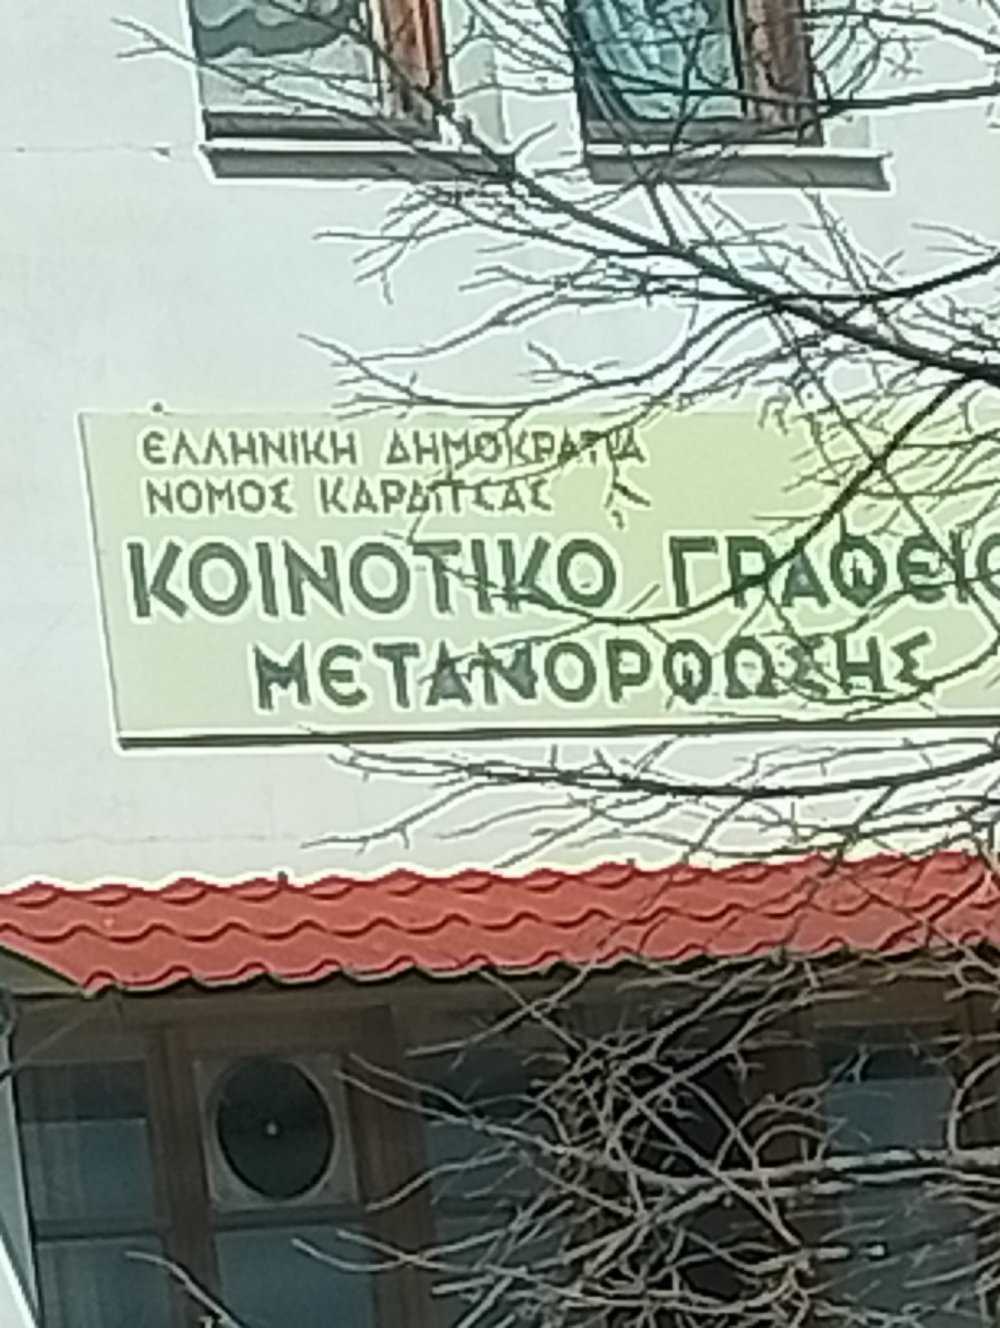 ΕΛΛΗΝΙΚΗ ΔΗΜΟΚΡΑΤΙΑ
ΝΟΜΟΣ ΚΑΡΔΙΤΣΑΣ
ΚΟΙΝΟΤΙΚΟ ΓΡΑΦΕΙΟ
ΜΕΤΑΜΟΡΦΩΣΗΣ